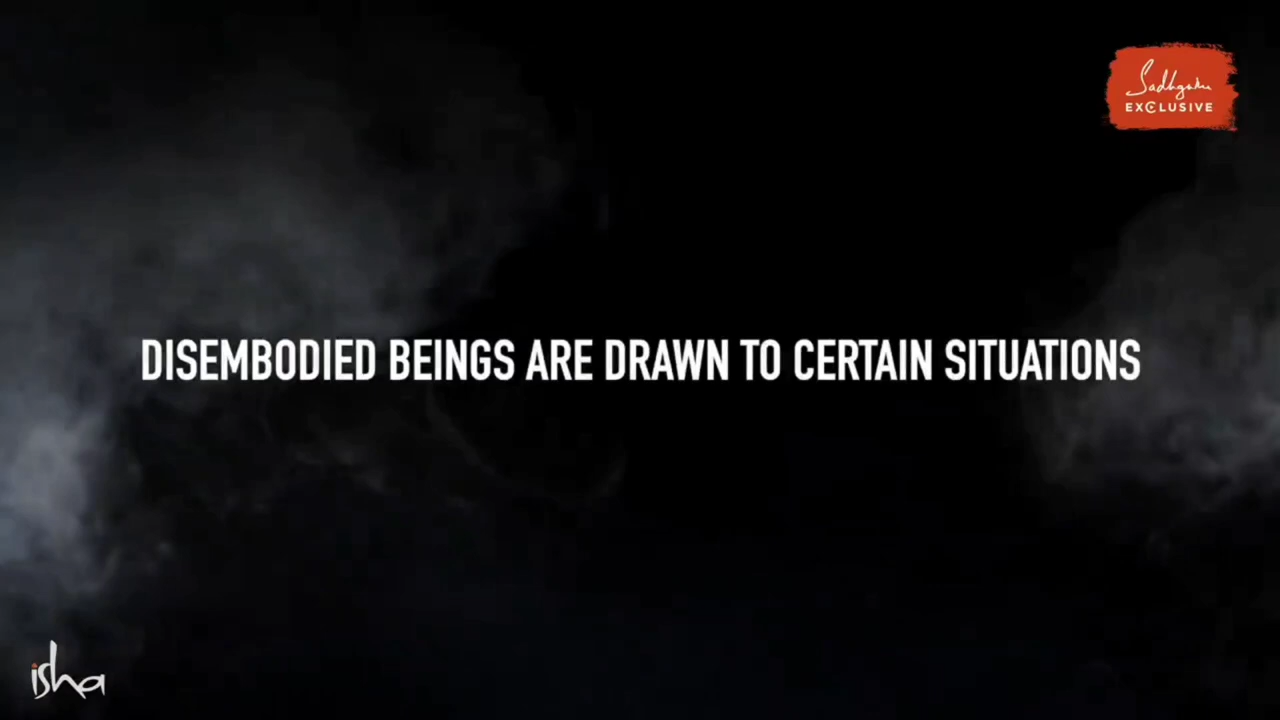 Sadhguru
EXCLUSIVE
DISEMBODIED BEINGS ARE DRAWN TO CERTAIN SITUATIONS
isha